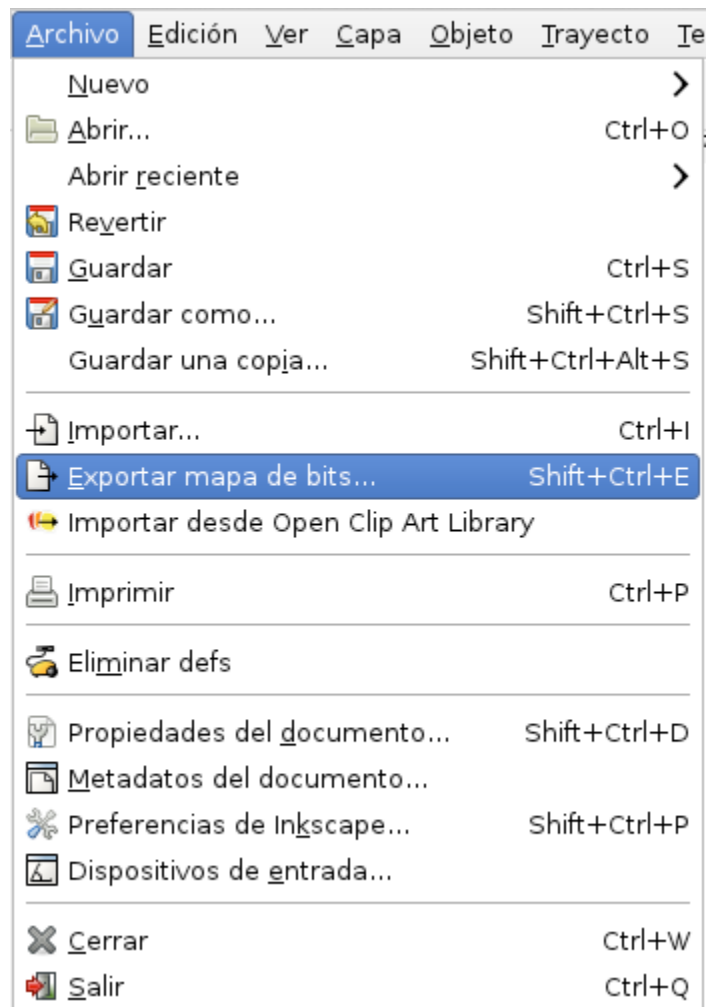 Archivo Edición Ver Capa Objeto Trayecto Te
Nuevo
Abrir... Ctrl+O
Abrir reciente
Revertir
Guardar Ctrl+S
Guardar como... Shift+Ctrl+S
Guardar una copia... Shift+Ctrl+Alt+S
Importar... Ctrl+I
Exportar mapa de bits... Shift+Ctrl+E
Importar desde Open Clip Art Library
Imprimir Ctrl+P
Eliminar defs
Propiedades del documento... Shift+Ctrl+D
Metadatos del documento...
Preferencias de Inkscape... Shift+Ctrl+P
Dispositivos de entrada...
Cerrar Ctrl+W
Salir Ctrl+Q